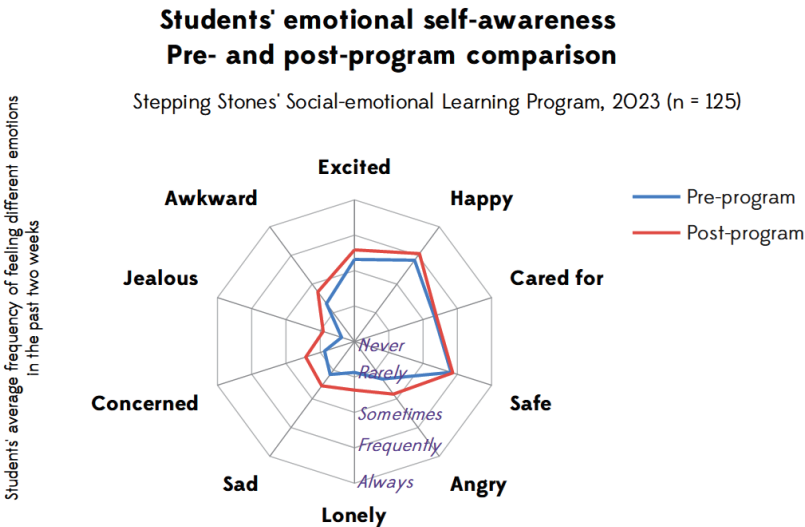 Students' emotional self-awareness
Pre- and post-program comparison
Stepping Stones' Social-emotional Learning Program, 2023 (n = 125)
Students' average frequency of feeling different emotions
in the past two weeks
Excited
Happy
Cared for
Safe
Angry
Lonely
Sad
Concerned
Jealous
Awkward
Never
Rarely
Sometimes
Frequently
Always
Pre-program
Post-program